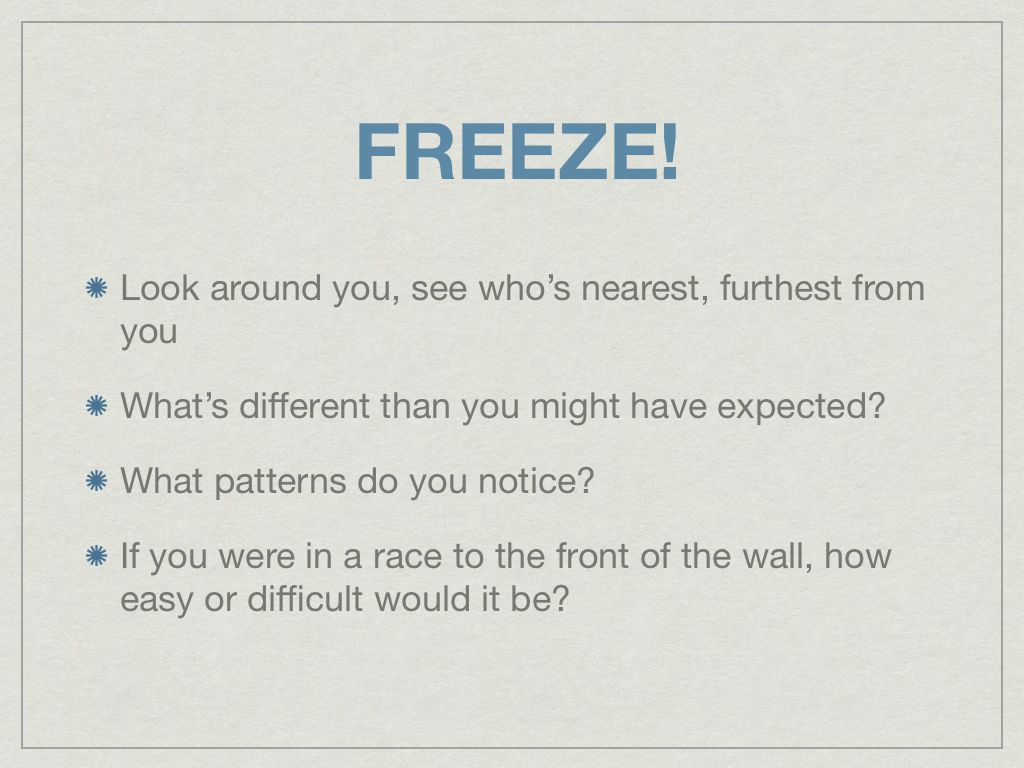 FREEZE!
Look around you, see who’s nearest, furthest from
you
What’s different than you might have expected?
What patterns do you notice?
If you were in a race to the front of the wall, how
easy or difficult would it be?